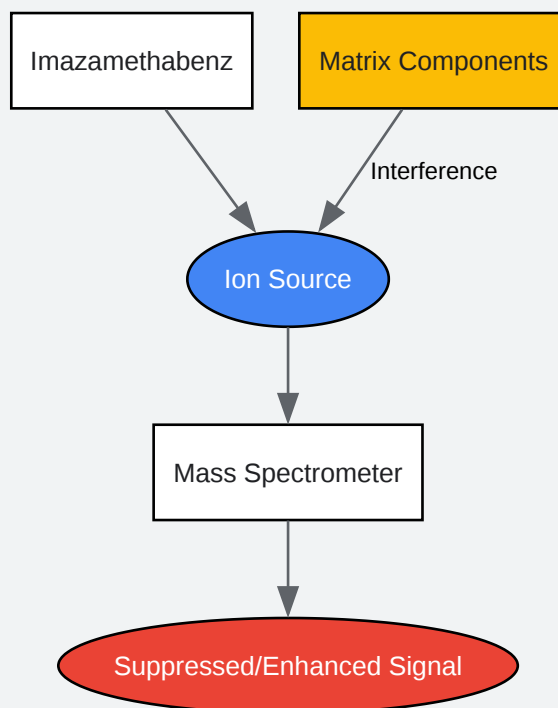 Imazamethabenz
Matrix Components
Interference
Ion Source
Mass Spectrometer
Suppressed/Enhanced Signal